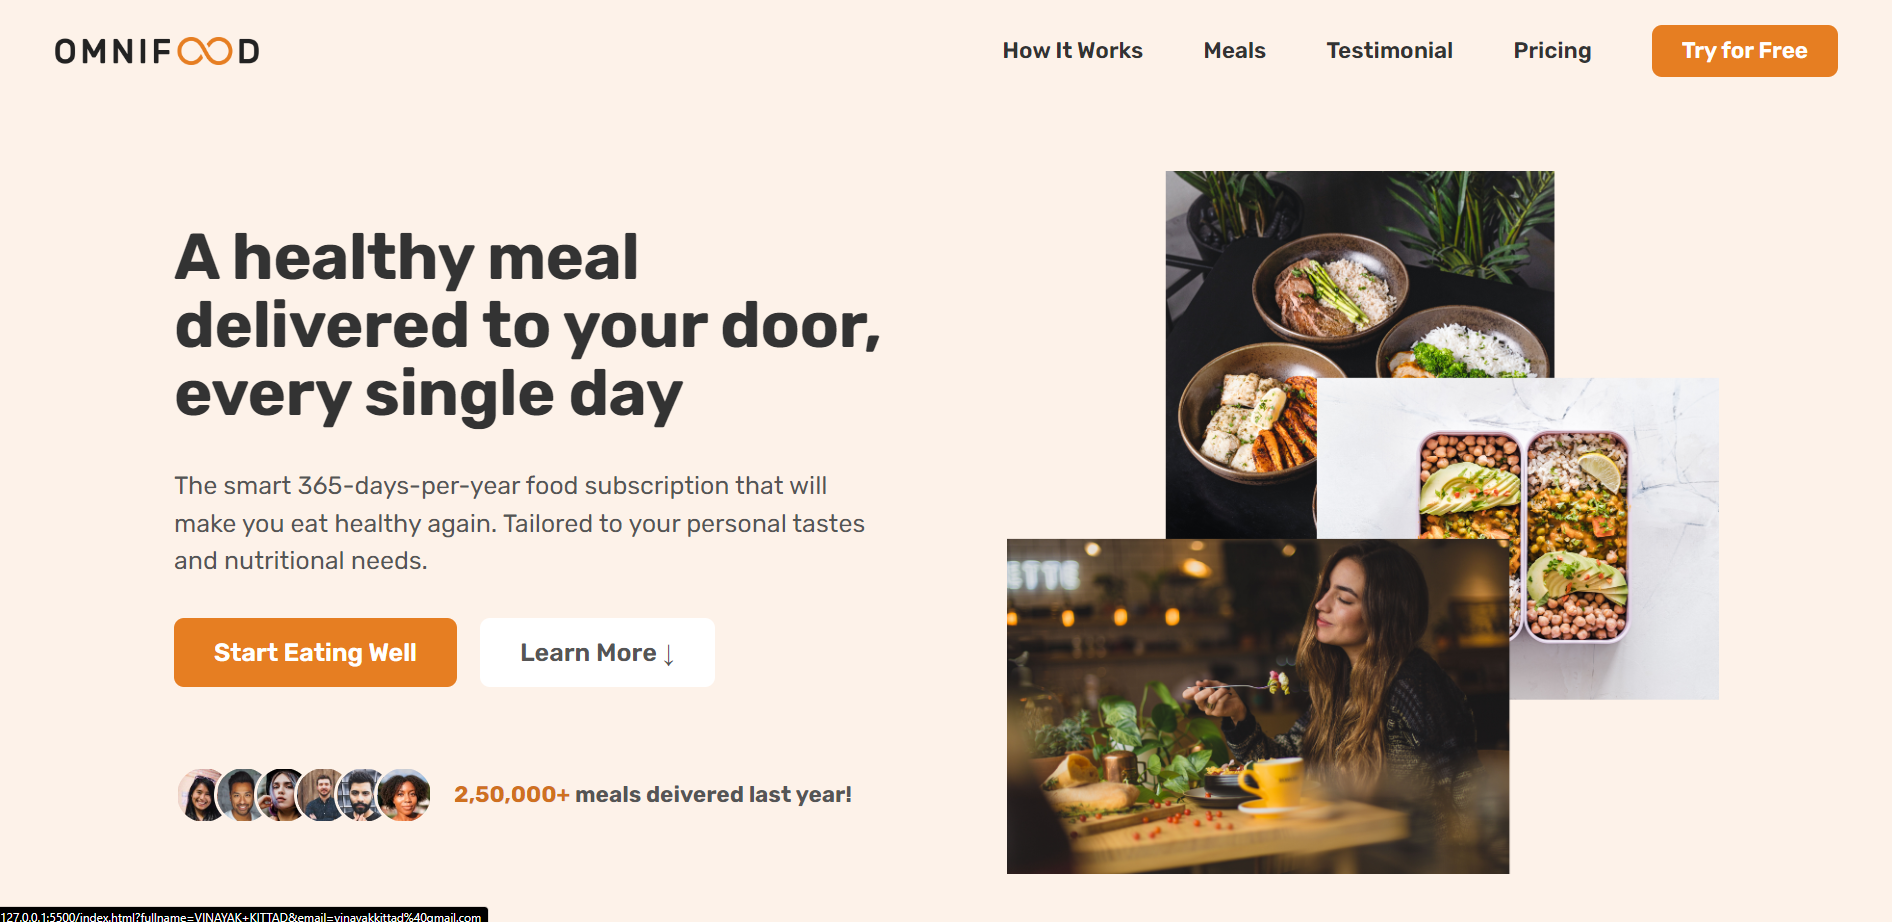 OMNIFOOD
How It Works
Meals
Testimonial
Pricing
Try for Free
A healthy meal
delivered to your door,
every single day
The smart 365-days-per-year food subscription that will
make you eat healthy again. Tailored to your personal tastes
and nutritional needs.
Start Eating Well
Learn More ↓
2,50,000+ meals deivered last year!
ETTE
127.0.0.1:5500/index.html?fullname=VINAYAK+KITTAD&email=vinayakkittad%40gmail.com